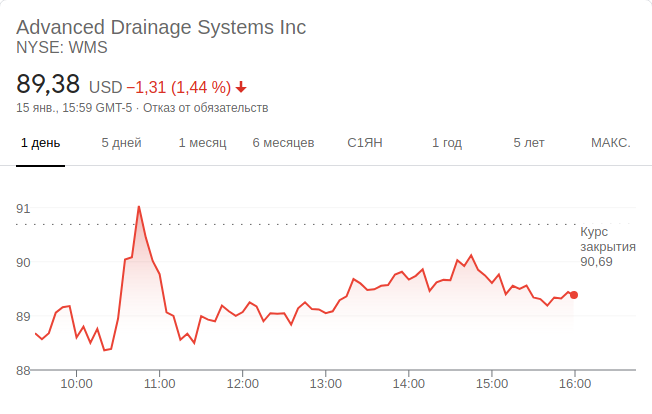 Advanced Drainage Systems Inc
NYSE: WMS
89,38 USD −1,31 (1,44 %)
15 янв., 15:59 GMT-5 · Отказ от обязательств
1 день 5 дней 1 месяц 6 месяцев С1ЯН 1 год 5 лет МАКС.
91
Курс
закрытия
90,69
90
89
88
10:00 11:00 12:00 13:00 14:00 15:00 16:00